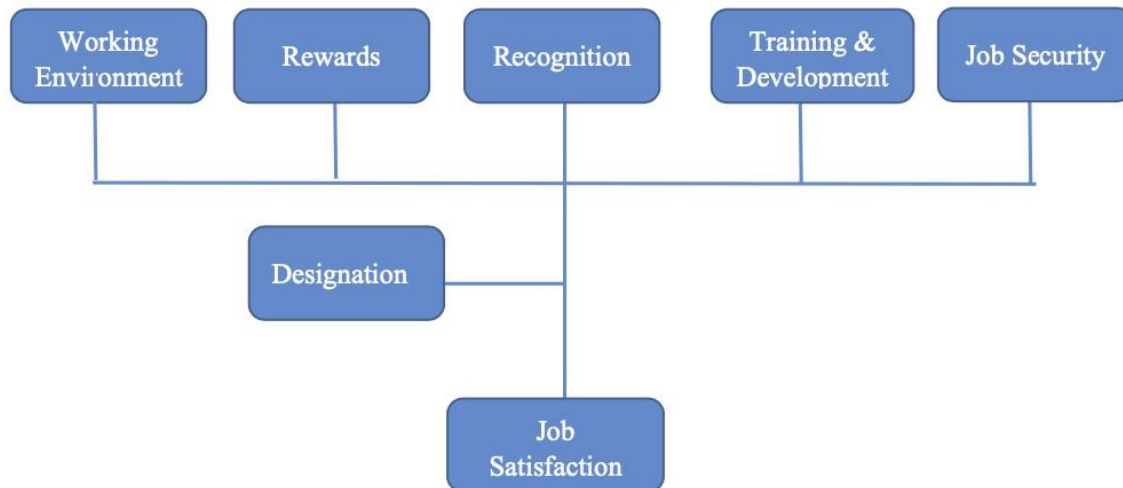 Working
Environment
Rewards
Recognition
Training &
Development
Job Security
Designation
Job
Satisfaction